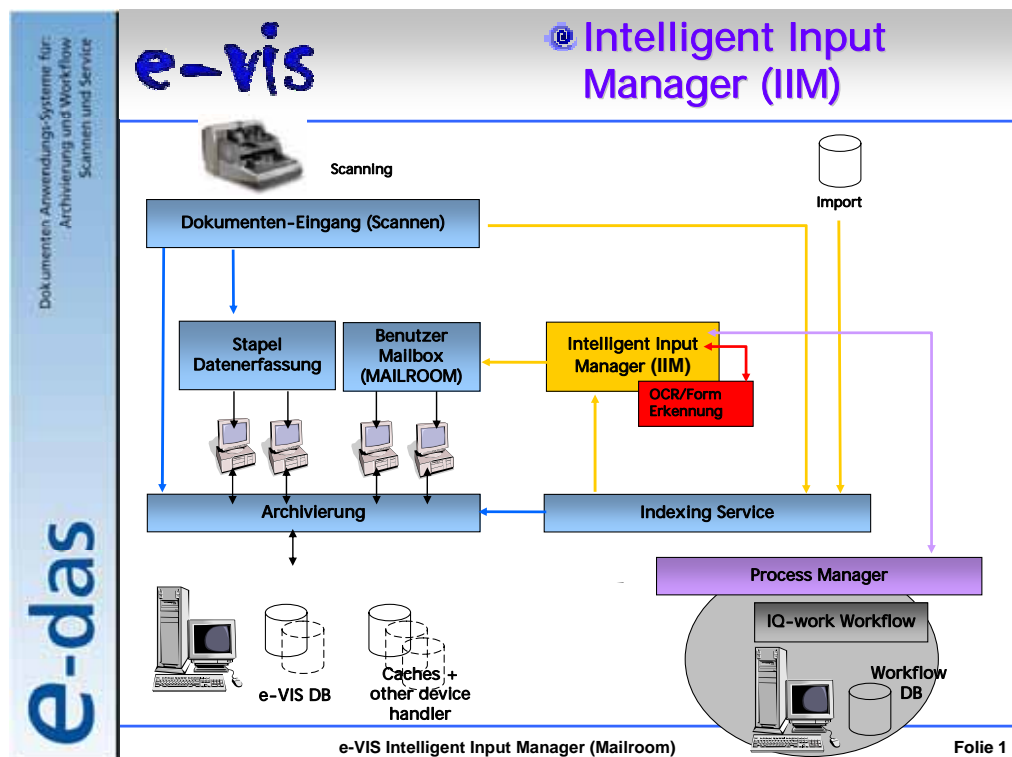 Dokumenten Anwendungs-Systeme für:
Archivierung und Workflow
Scannen und Service
e-das
e-vis
Intelligent Input
Manager (IIM)
Scanning
Import
Dokumenten-Eingang (Scannen)
Stapel
Datenerfassung
Benutzer
Mailbox
(MAILROOM)
Intelligent Input
Manager (IIM)
OCR/Form
Erkennung
Archivierung
Indexing Service
Process Manager
IQ-work Workflow
Workflow
DB
e-VIS DB
Caches +
other device
handler
e-VIS Intelligent Input Manager (Mailroom)
Folie 1